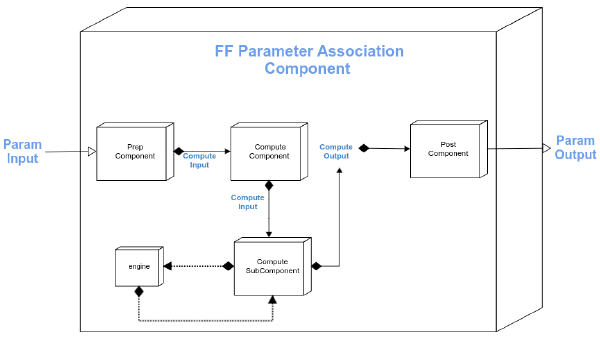 FF Parameter Association
Component
Param
Input
Prep
Component
Compute
Input
Compute
Component
Compute
Output
Post
Component
Param
Output
Compute
Input
engine
Compute
SubComponent